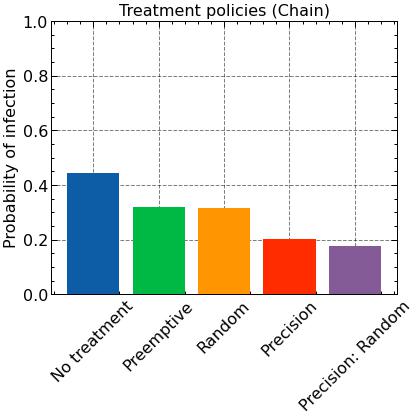 Treatment policies (Chain)
Probability of infection
1.0
0.8
0.6
0.4
0.2
0.0
No treatment
Preemptive
Random
Precision
Precision: Random